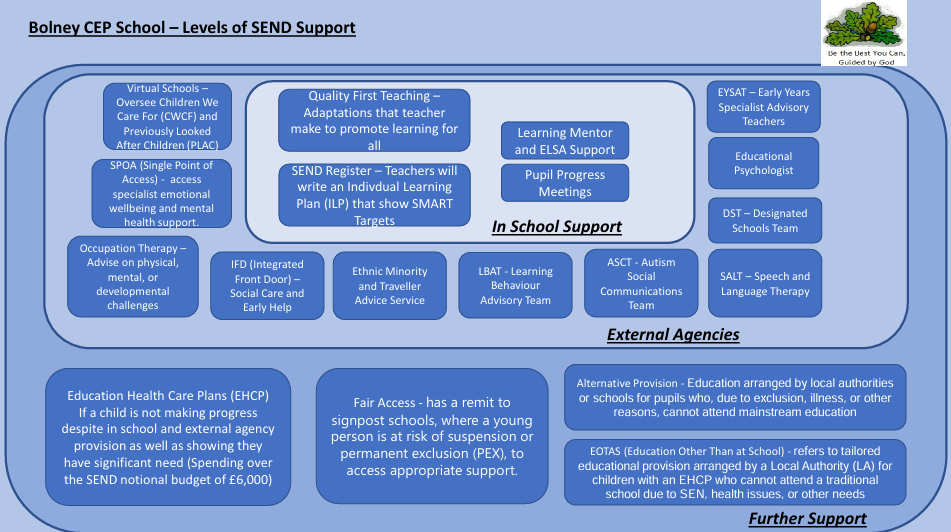 Bolney CEP School – Levels of SEND Support
Be the Best You Can,
Guided by God
Virtual Schools –
Oversee Children We
Care For (CWCF) and
Previously Looked
After Children (PLAC)
SPOA (Single Point of
Access) - access
specialist emotional
wellbeing and mental
health support.
Occupation Therapy –
Advise on physical,
mental, or
developmental
challenges
Quality First Teaching –
Adaptations that teacher
make to promote learning for
all
SEND Register – Teachers will
write an Indivdual Learning
Plan (ILP) that show SMART
Targets
Learning Mentor
and ELSA Support
Pupil Progress
Meetings
In School Support
EYSAT – Early Years
Specialist Advisory
Teachers
Educational
Psychologist
DST – Designated
Schools Team
SALT – Speech and
Language Therapy
IFD (Integrated
Front Door) –
Social Care and
Early Help
Ethnic Minority
and Traveller
Advice Service
LBAT - Learning
Behaviour
Advisory Team
ASCT - Autism
Social
Communications
Team
External Agencies
Education Health Care Plans (EHCP)
If a child is not making progress
despite in school and external agency
provision as well as showing they
have significant need (Spending over
the SEND notional budget of £6,000)
Fair Access - has a remit to
signpost schools, where a young
person is at risk of suspension or
permanent exclusion (PEX), to
access appropriate support.
Alternative Provision - Education arranged by local authorities
or schools for pupils who, due to exclusion, illness, or other
reasons, cannot attend mainstream education
EOTAS (Education Other Than at School) - refers to tailored
educational provision arranged by a Local Authority (LA) for
children with an EHCP who cannot attend a traditional
school due to SEN, health issues, or other needs
Further Support